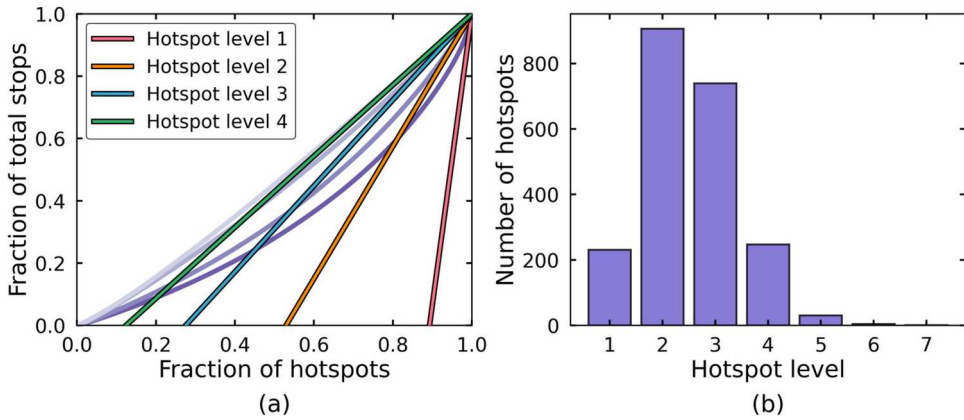 1.0
0.8
0.6
0.4
0.2
0.0
0.0 0.2 0.4 0.6 0.8 1.0
Fraction of total stops
Fraction of hotspots
Hotspot level 1
Hotspot level 2
Hotspot level 3
Hotspot level 4
(a)
800
600
400
200
0
1 2 3 4 5 6 7
Number of hotspots
Hotspot level
(b)